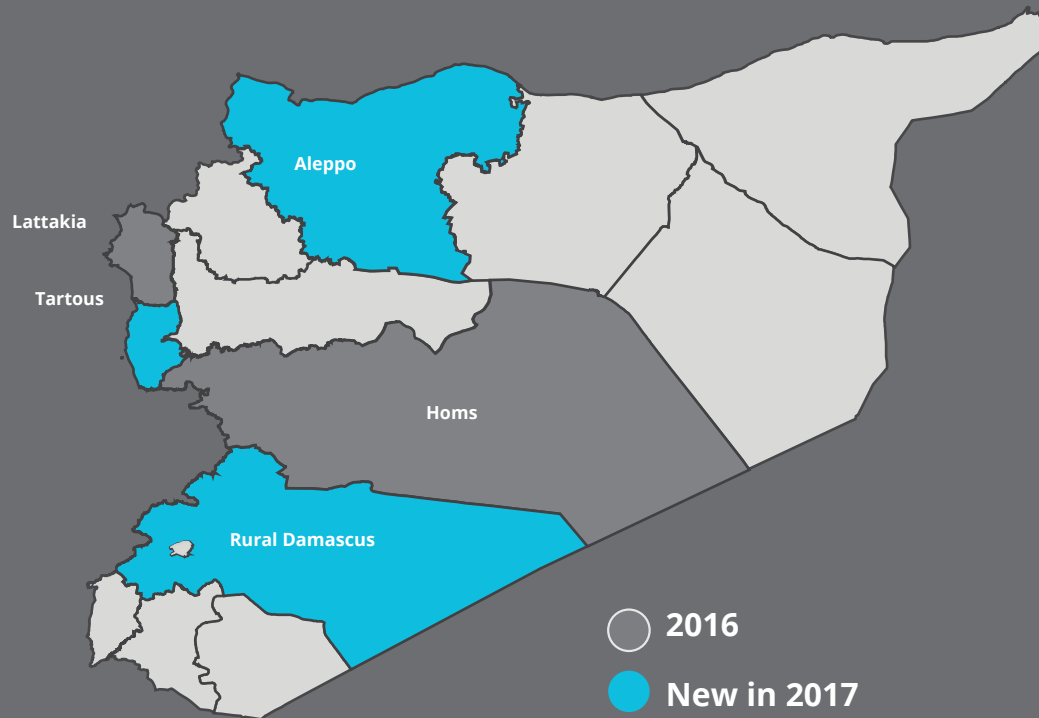 Aleppo
Lattakia
Tartous
Homs
Rural Damascus
2016
New in 2017